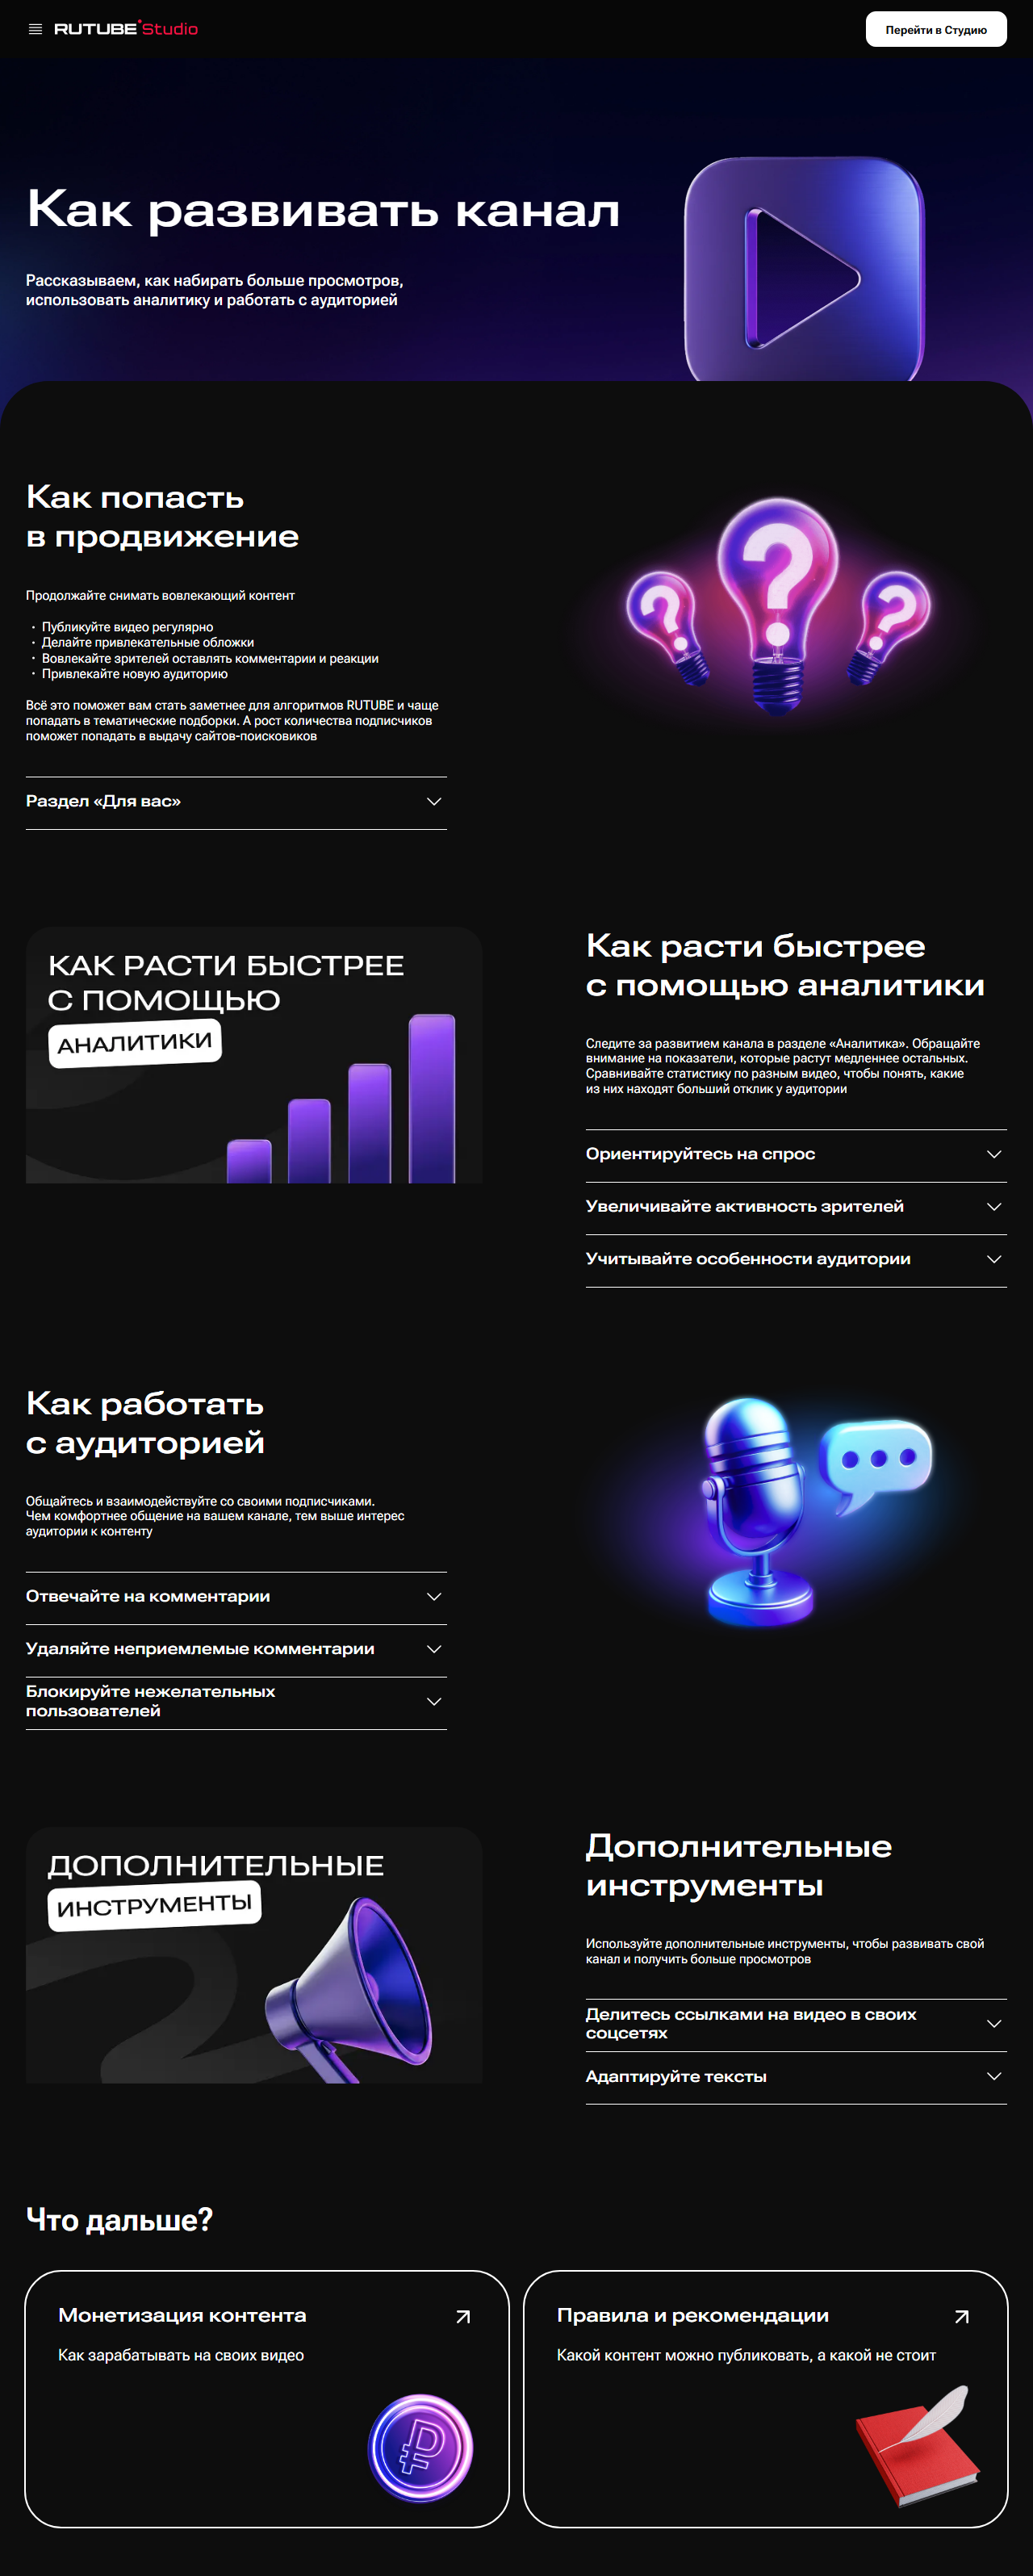 RUTUBE Studio
Перейти в Студию
Как развивать канал
Рассказываем, как набирать больше просмотров,
использовать аналитику и работать с аудиторией
Как попасть
в продвижение
Продолжайте снимать вовлекающий контент
· Публикуйте видео регулярно
· Делайте привлекательные обложки
· Вовлекайте зрителей оставлять комментарии и реакции
· Привлекайте новую аудиторию
Всё это поможет вам стать заметнее для алгоритмов RUTUBE и чаще
попадать в тематические подборки. А рост количества подписчиков
поможет попадать в выдачу сайтов-поисковиков
Раздел «Для вас»
КАК РАСТИ БЫСТРЕЕ
С ПОМОЩЬЮ
АНАЛИТИКИ
Как расти быстрее
с помощью аналитики
Следите за развитием канала в разделе «Аналитика». Обращайте
внимание на показатели, которые растут медленнее остальных.
Сравнивайте статистику по разным видео, чтобы понять, какие
из них находят больший отклик у аудитории
Ориентируйтесь на спрос
Увеличивайте активность зрителей
Учитывайте особенности аудитории
Как работать
с аудиторией
Общайтесь и взаимодействуйте со своими подписчиками.
Чем комфортнее общение на вашем канале, тем выше интерес
аудитории к контенту
Отвечайте на комментарии
Удаляйте неприемлемые комментарии
Блокируйте нежелательных
пользователей
ДОПОЛНИТЕЛЬНЫЕ
ИНСТРУМЕНТЫ
Дополнительные
инструменты
Используйте дополнительные инструменты, чтобы развивать свой
канал и получить больше просмотров
Делитесь ссылками на видео в своих
соцсетях
Адаптируйте тексты
Что дальше?
Монетизация контента
Как зарабатывать на своих видео
Правила и рекомендации
Какой контент можно публиковать, а какой не стоит